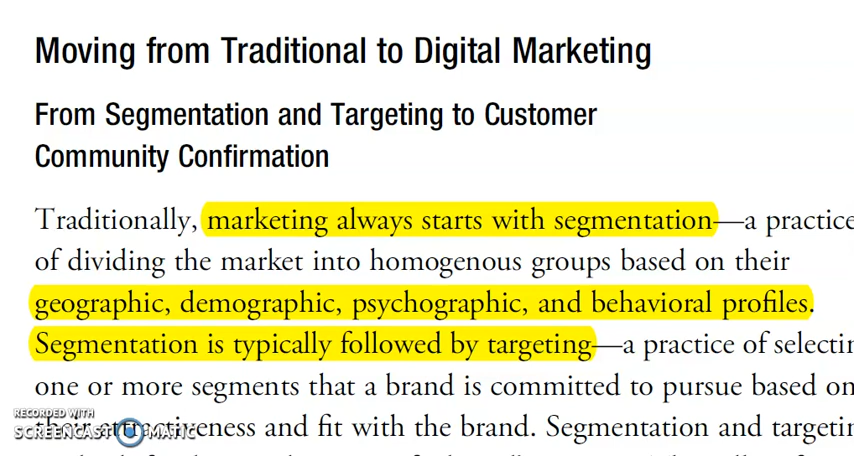 Moving from Traditional to Digital Marketing
From Segmentation and Targeting to Customer
Community Confirmation
Traditionally, marketing always starts with segmentation—a practice
of dividing the market into homogenous groups based on their
geographic, demographic, psychographic, and behavioral profiles.
Segmentation is typically followed by targeting—a practice of selectin
one or more segments that a brand is committed to pursue based on
RECORDED WITH
their attractiveness and fit with the brand. Segmentation and targetin
SCREENCAST-O-MATIC